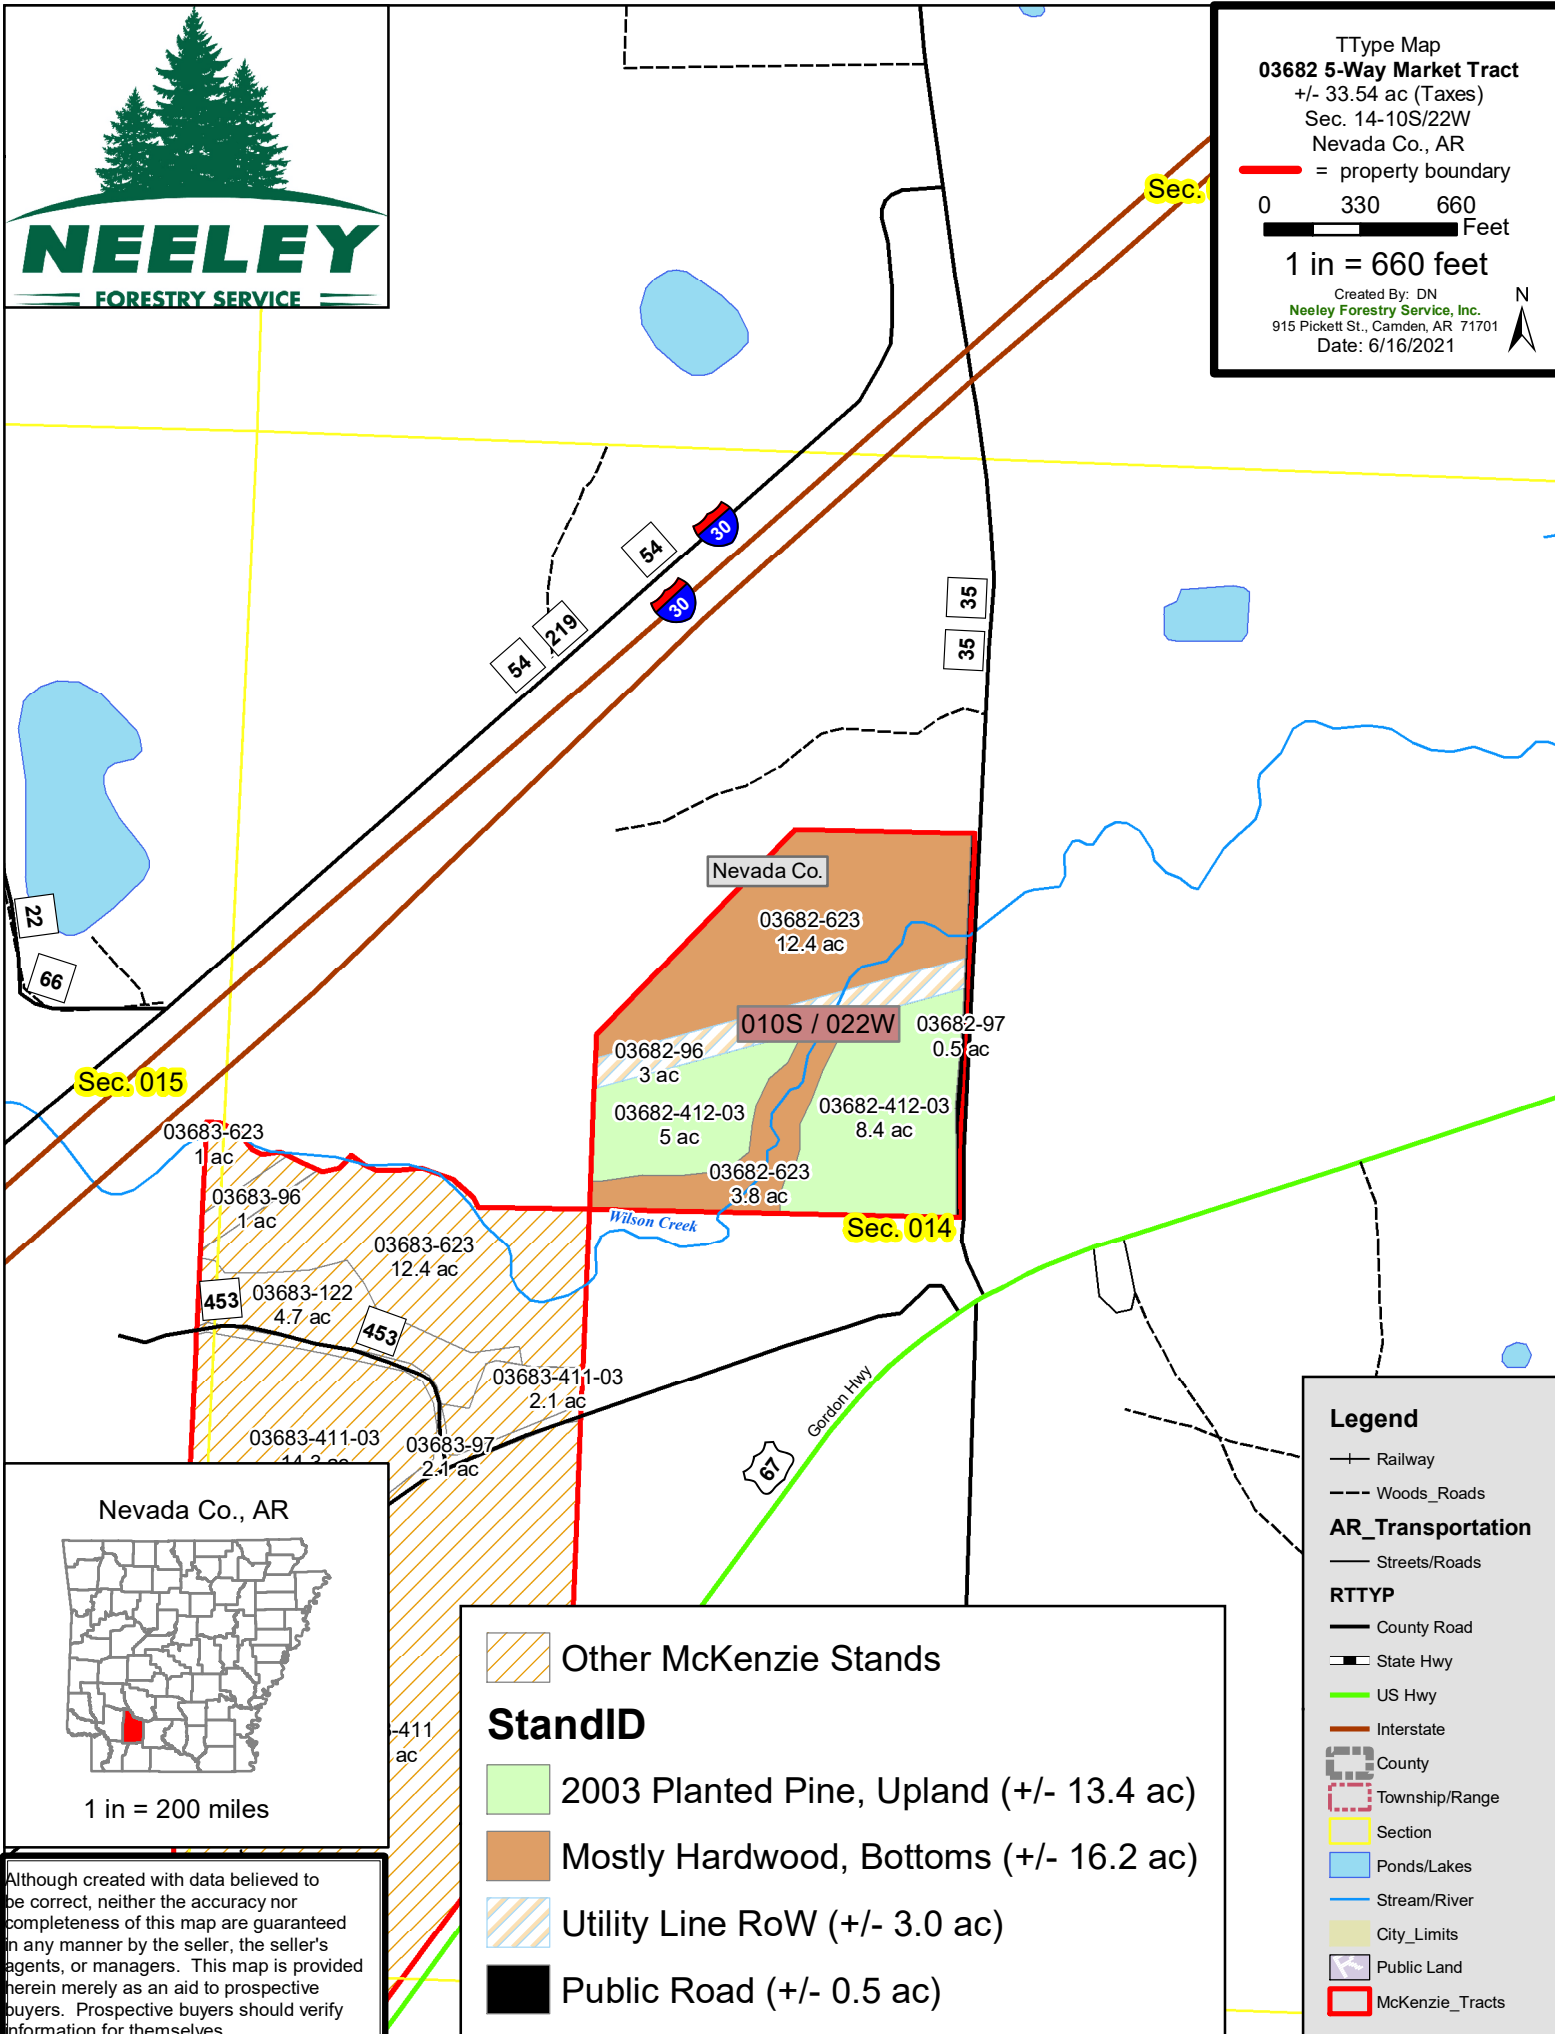 NEELEY
FORESTRY SERVICE
TType Map
03682 5-Way Market Tract
+/- 33.54 ac (Taxes)
Sec. 14-10S/22W
Nevada Co., AR
= property boundary
0 330 660
Feet
1 in = 660 feet
Created By: DN
Neeley Forestry Service, Inc.
915 Pickett St., Camden, AR 71701
Date: 6/16/2021
N
Sec.
30
54
30
219
54
35
35
22
66
Nevada Co.
03682-623
12.4 ac
010S / 022W
03682-97
0.5 ac
03682-96
3 ac
03682-412-03
5 ac
03682-412-03
8.4 ac
03682-623
3.8 ac
Sec. 015
Wilson Creek
Sec. 014
03683-623
1 ac
03683-96
1 ac
03683-623
12.4 ac
453
03683-122
4.7 ac
453
03683-411-03
2.1 ac
03683-411-03
14.3 ac
03683-97
2.1 ac
Gordon Hwy
67
-411
ac
Nevada Co., AR
1 in = 200 miles
Although created with data believed to
be correct, neither the accuracy nor
completeness of this map are guaranteed
in any manner by the seller, the seller's
agents, or managers. This map is provided
herein merely as an aid to prospective
buyers. Prospective buyers should verify
information for themselves
Other McKenzie Stands
StandID
2003 Planted Pine, Upland (+/- 13.4 ac)
Mostly Hardwood, Bottoms (+/- 16.2 ac)
Utility Line RoW (+/- 3.0 ac)
Public Road (+/- 0.5 ac)
Legend
Railway
Woods_Roads
AR_Transportation
Streets/Roads
RTTYP
County Road
State Hwy
US Hwy
Interstate
County
Township/Range
Section
Ponds/Lakes
Stream/River
City_Limits
Public Land
McKenzie_Tracts